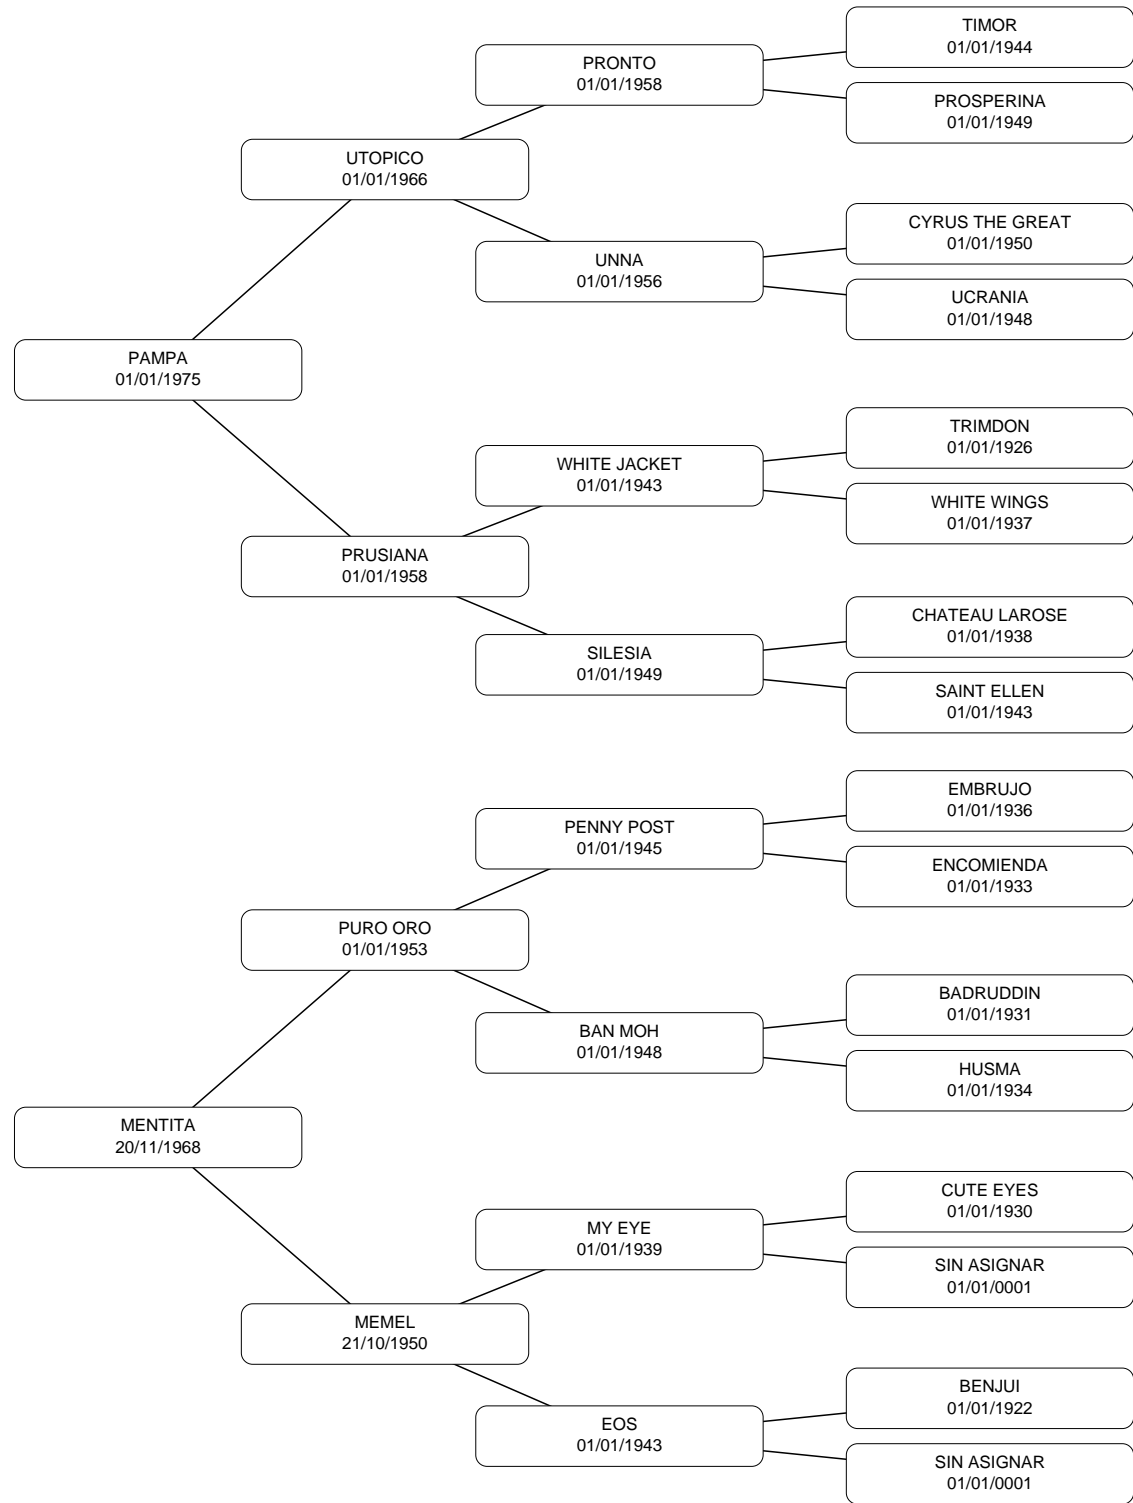 TIMOR
01/01/1944
PRONTO
01/01/1958
PROSPERINA
01/01/1949
UTOPICO
01/01/1966
CYRUS THE GREAT
01/01/1950
UNNA
01/01/1956
UCRANIA
01/01/1948
PAMPA
01/01/1975
TRIMDON
01/01/1926
WHITE JACKET
01/01/1943
WHITE WINGS
01/01/1937
PRUSIANA
01/01/1958
CHATEAU LAROSE
01/01/1938
SILESIA
01/01/1949
SAINT ELLEN
01/01/1943
EMBRUJO
01/01/1936
PENNY POST
01/01/1945
ENCOMIENDA
01/01/1933
PURO ORO
01/01/1953
BADRUDDIN
01/01/1931
BAN MOH
01/01/1948
HUSMA
01/01/1934
MENTITA
20/11/1968
CUTE EYES
01/01/1930
MY EYE
01/01/1939
SIN ASIGNAR
01/01/0001
MEMEL
21/10/1950
BENJUI
01/01/1922
EOS
01/01/1943
SIN ASIGNAR
01/01/0001